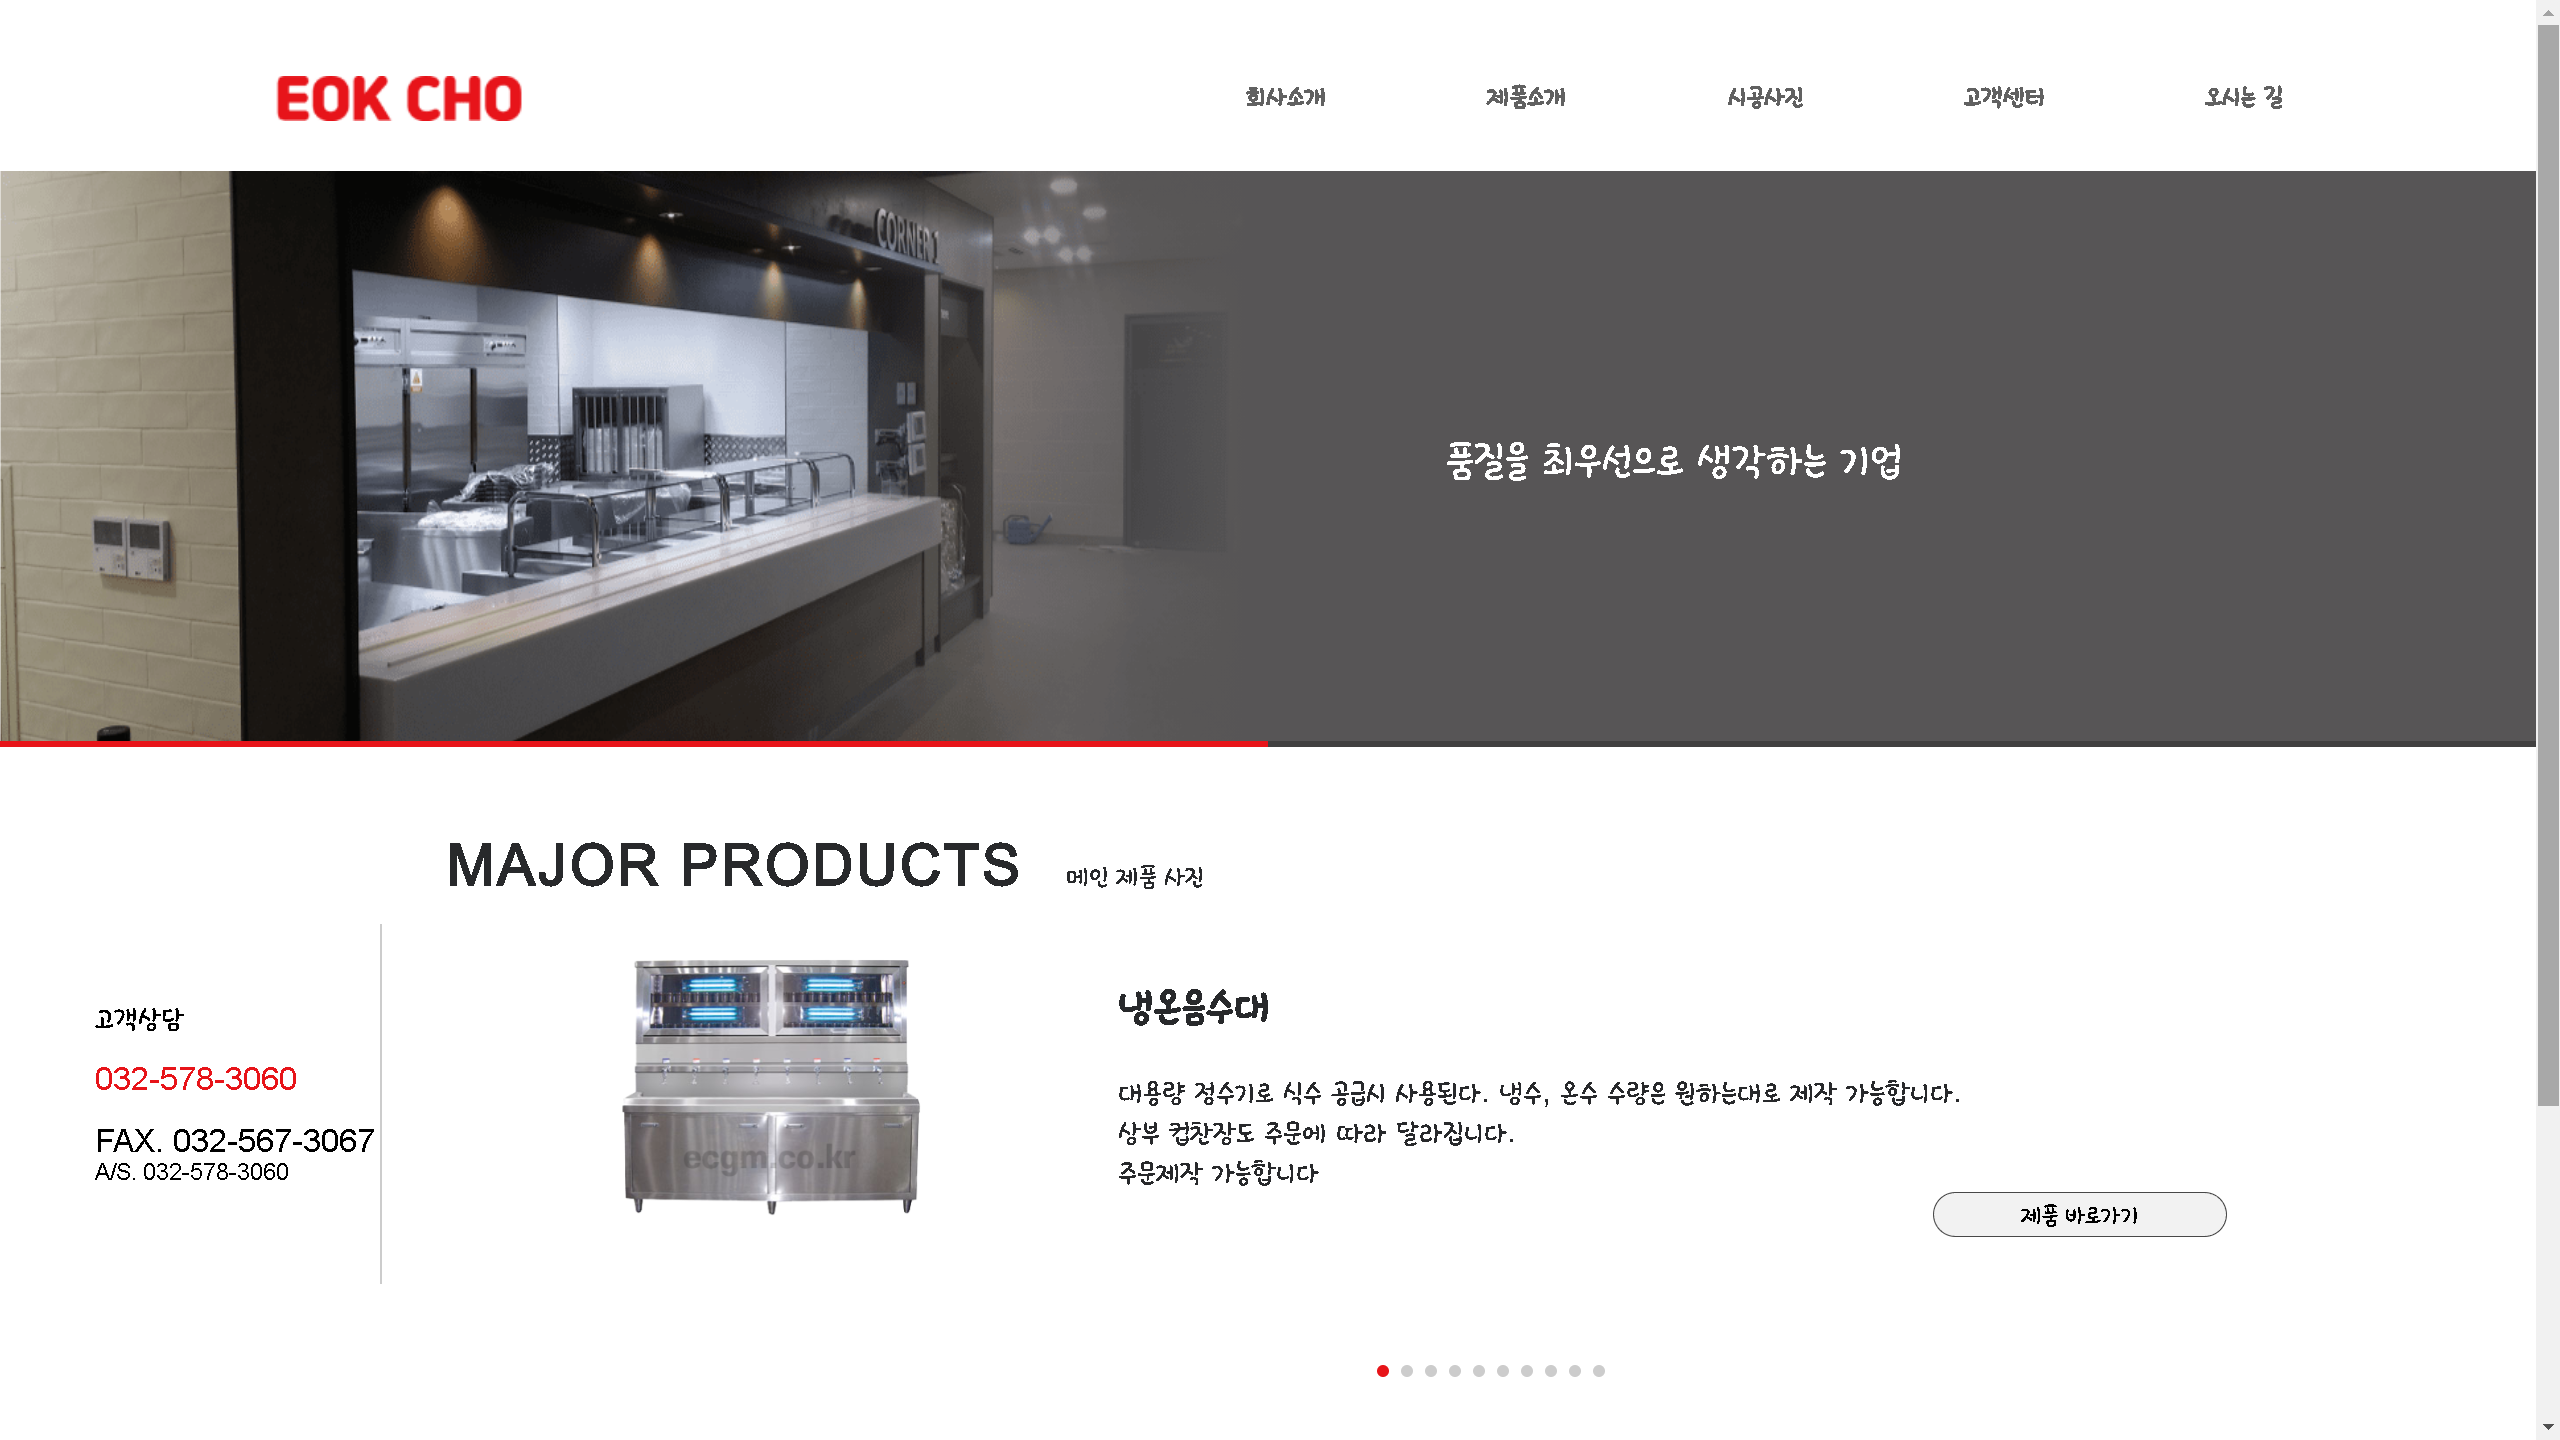 EOK CHO
회사소개
제품소개
시공사진
고객센터
오시는 길
CORNER 1
품질을 최우선으로 생각하는 기업
MAJOR PRODUCTS
메인 제품 사진
고객상담
032-578-3060
FAX. 032-567-3067
A/S. 032-578-3060
ecgm.co.kr
냉온음수대
대용량 정수기로 식수 공급시 사용된다. 냉수, 온수 수량은 원하는대로 제작 가능합니다.
상부 컵찬장도 주문에 따라 달라집니다.
주문제작 가능합니다
제품 바로가기